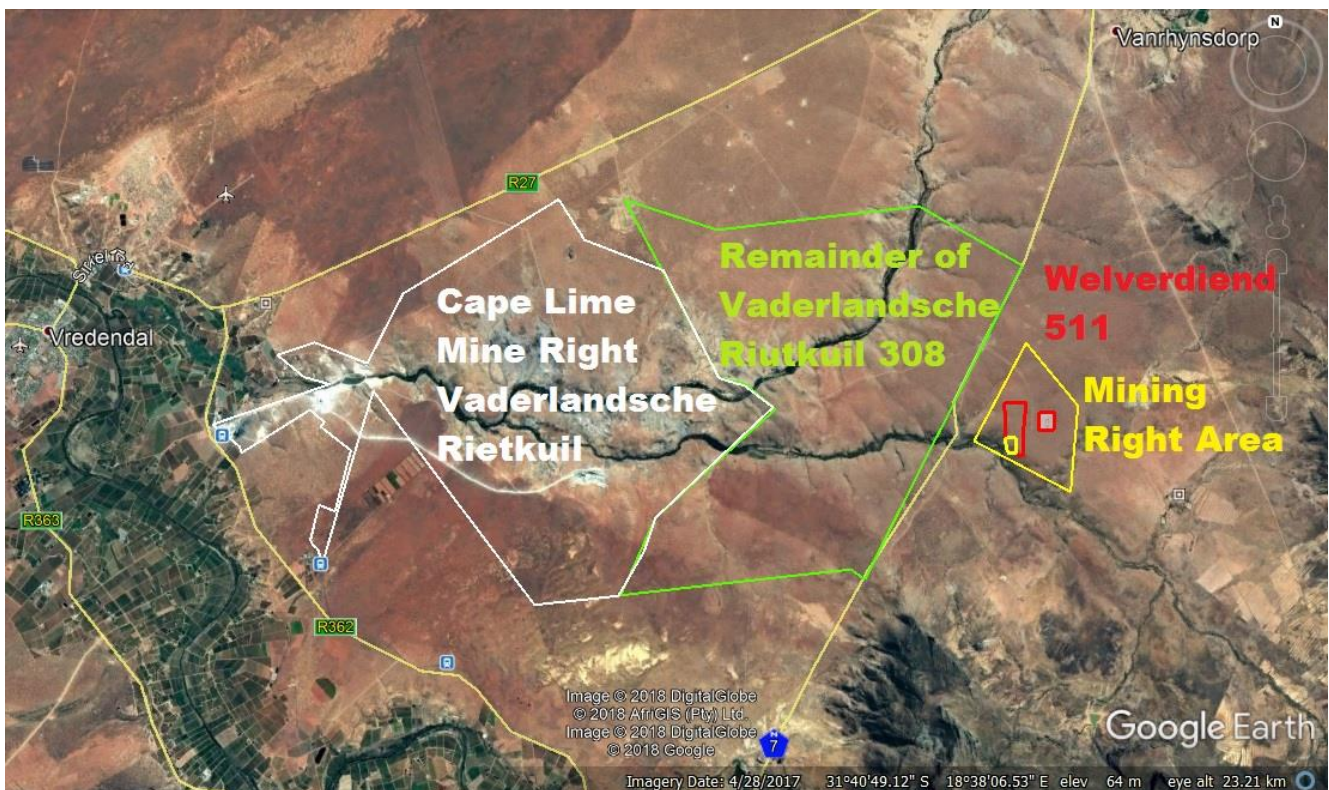 N
Vanrhynsdorp
R27
Remainder of
Vaderlandsche
Riutkuil 308
Welverdiend
511
Cape Lime
Mine Right
Vaderlandsche
Rietkuil
Vredendal
Mining
Right Area
R363
R362
Image © 2018 DigitalGlobe
© 2018 AfriGIS (Pty) Ltd.
Image © 2018 DigitalGlobe
© 2018 Google
N
7
Google Earth
Imagery Date: 4/28/2017 31°40'49.12" S 18°38'06.53" E elev 64 m eye alt 23.21 km